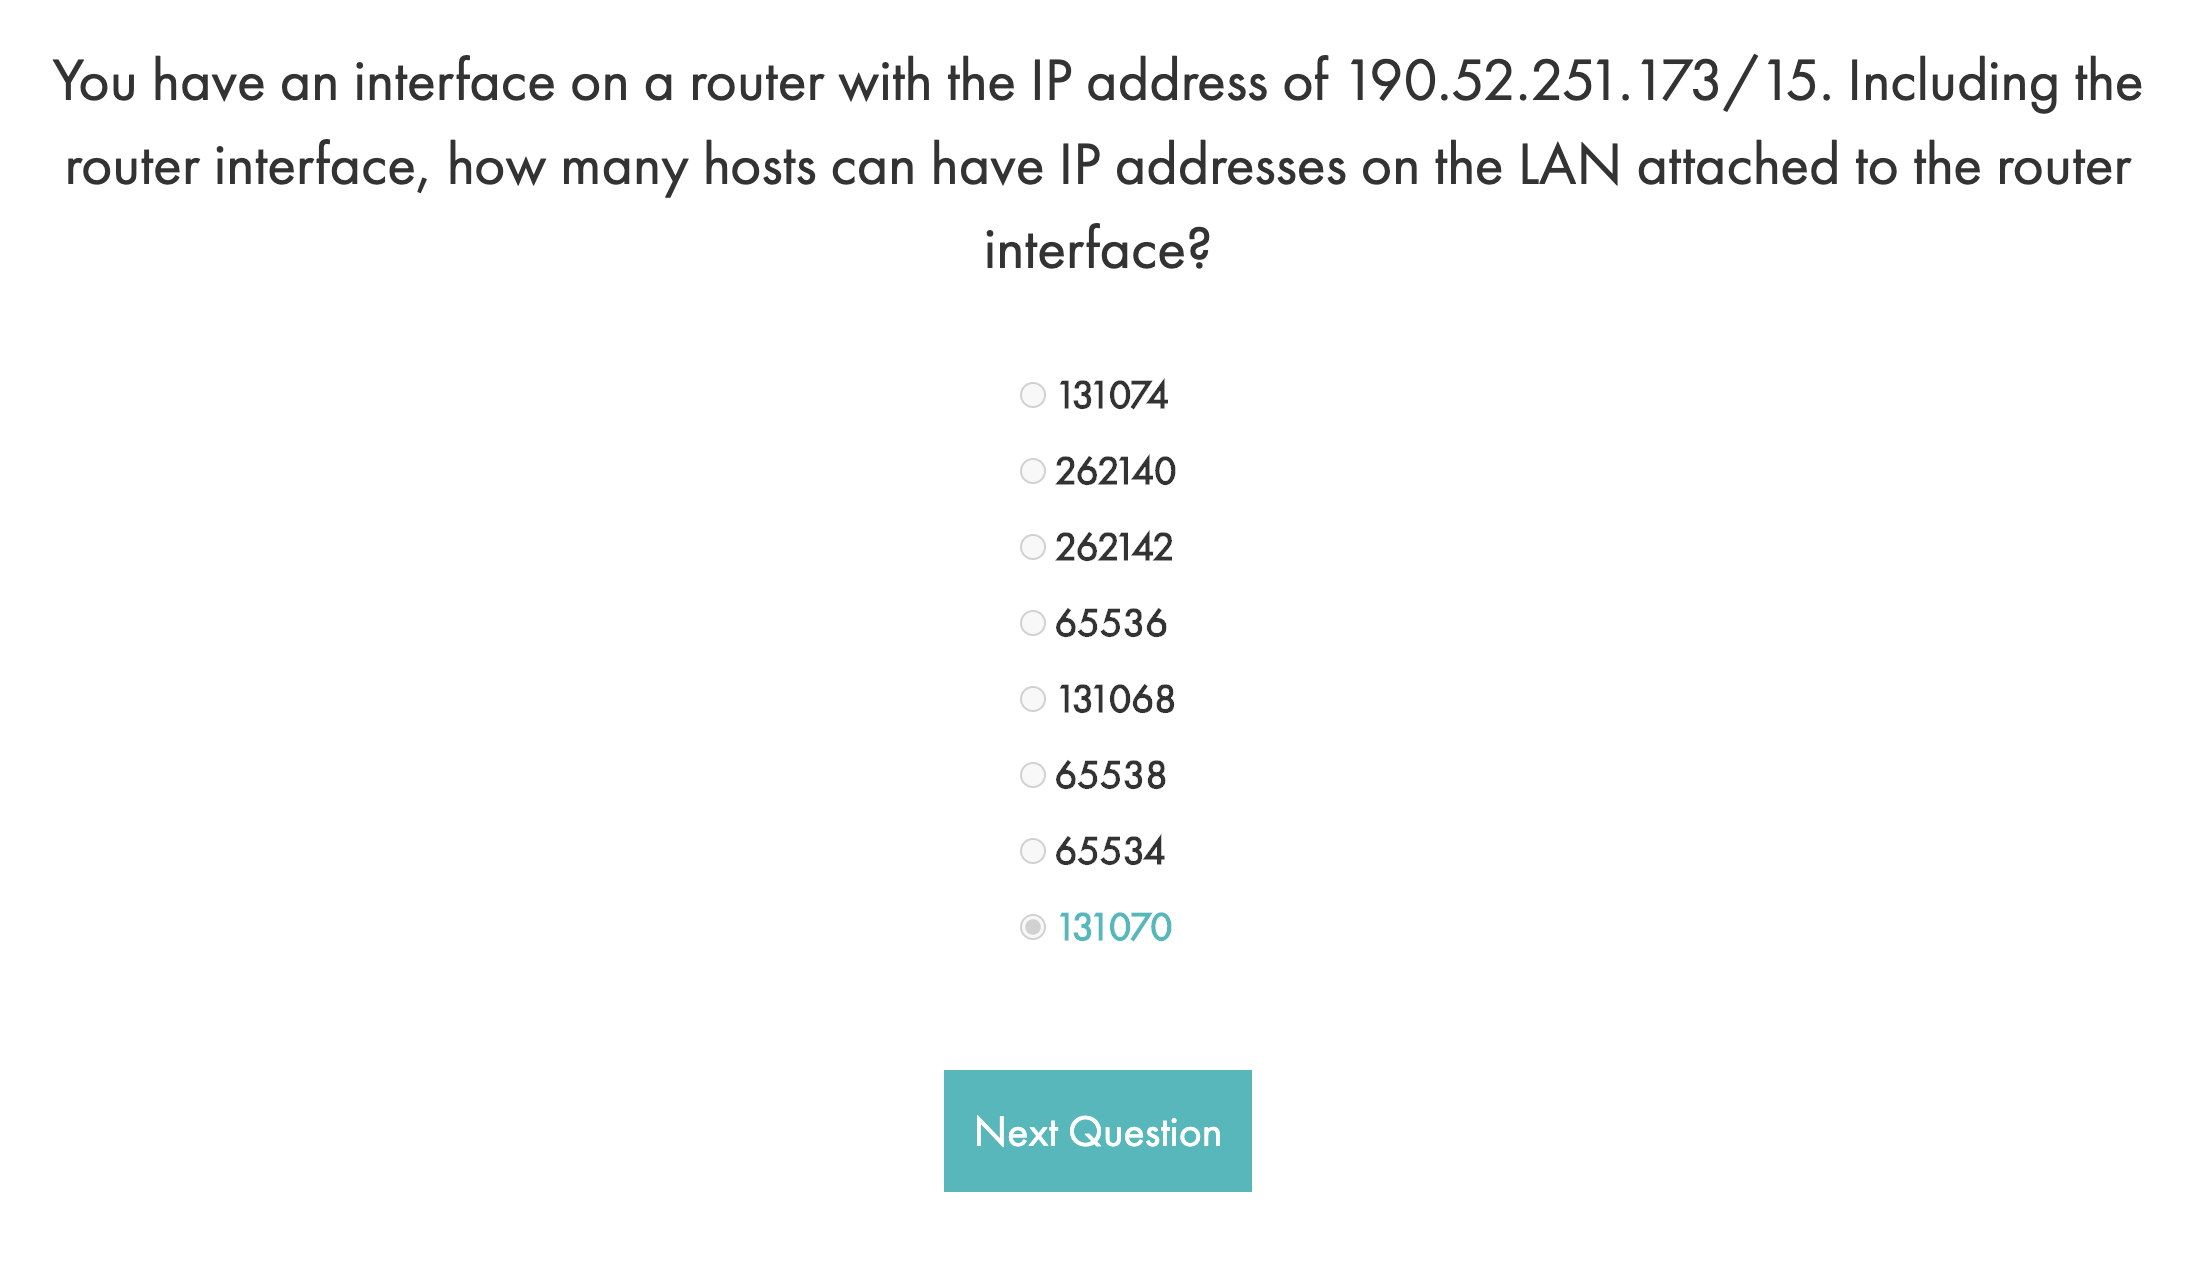 You have an interface on a router with the IP address of 190.52.251.173/15. Including the
router interface, how many hosts can have IP addresses on the LAN attached to the router
interface?
131074
262140
262142
65536
131068
65538
65534
131070
Next Question